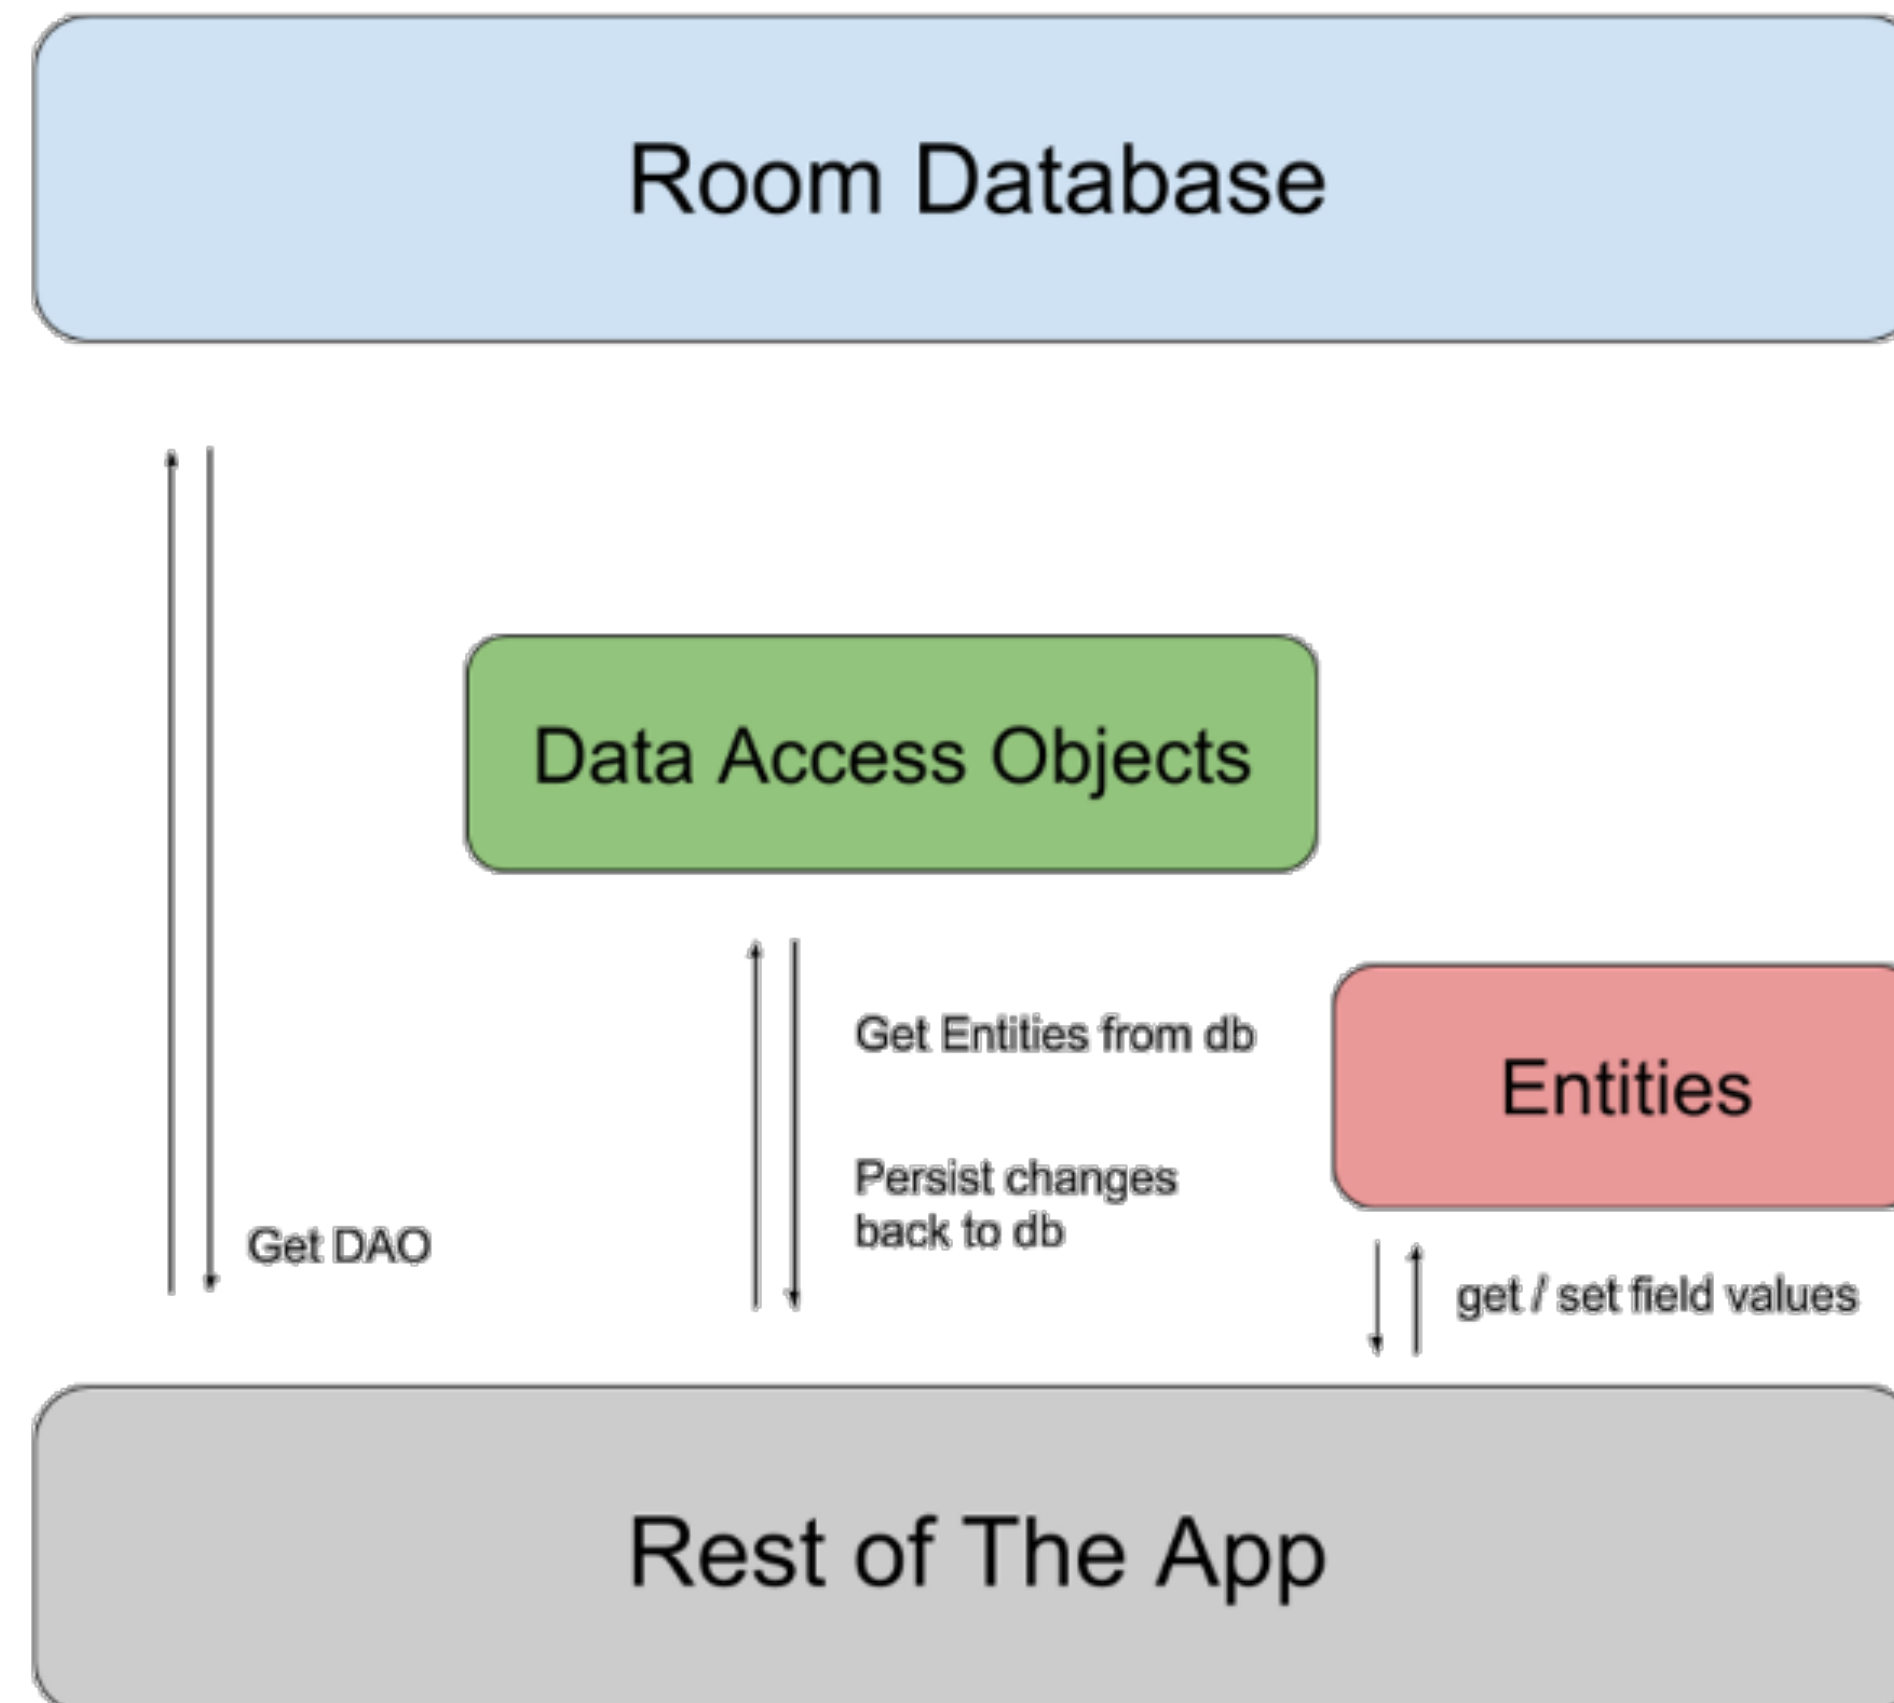 Room Database
Data Access Objects
Get Entities from db
Entities
Persist changes
back to db
Get DAO
get / set field values
Rest of The App